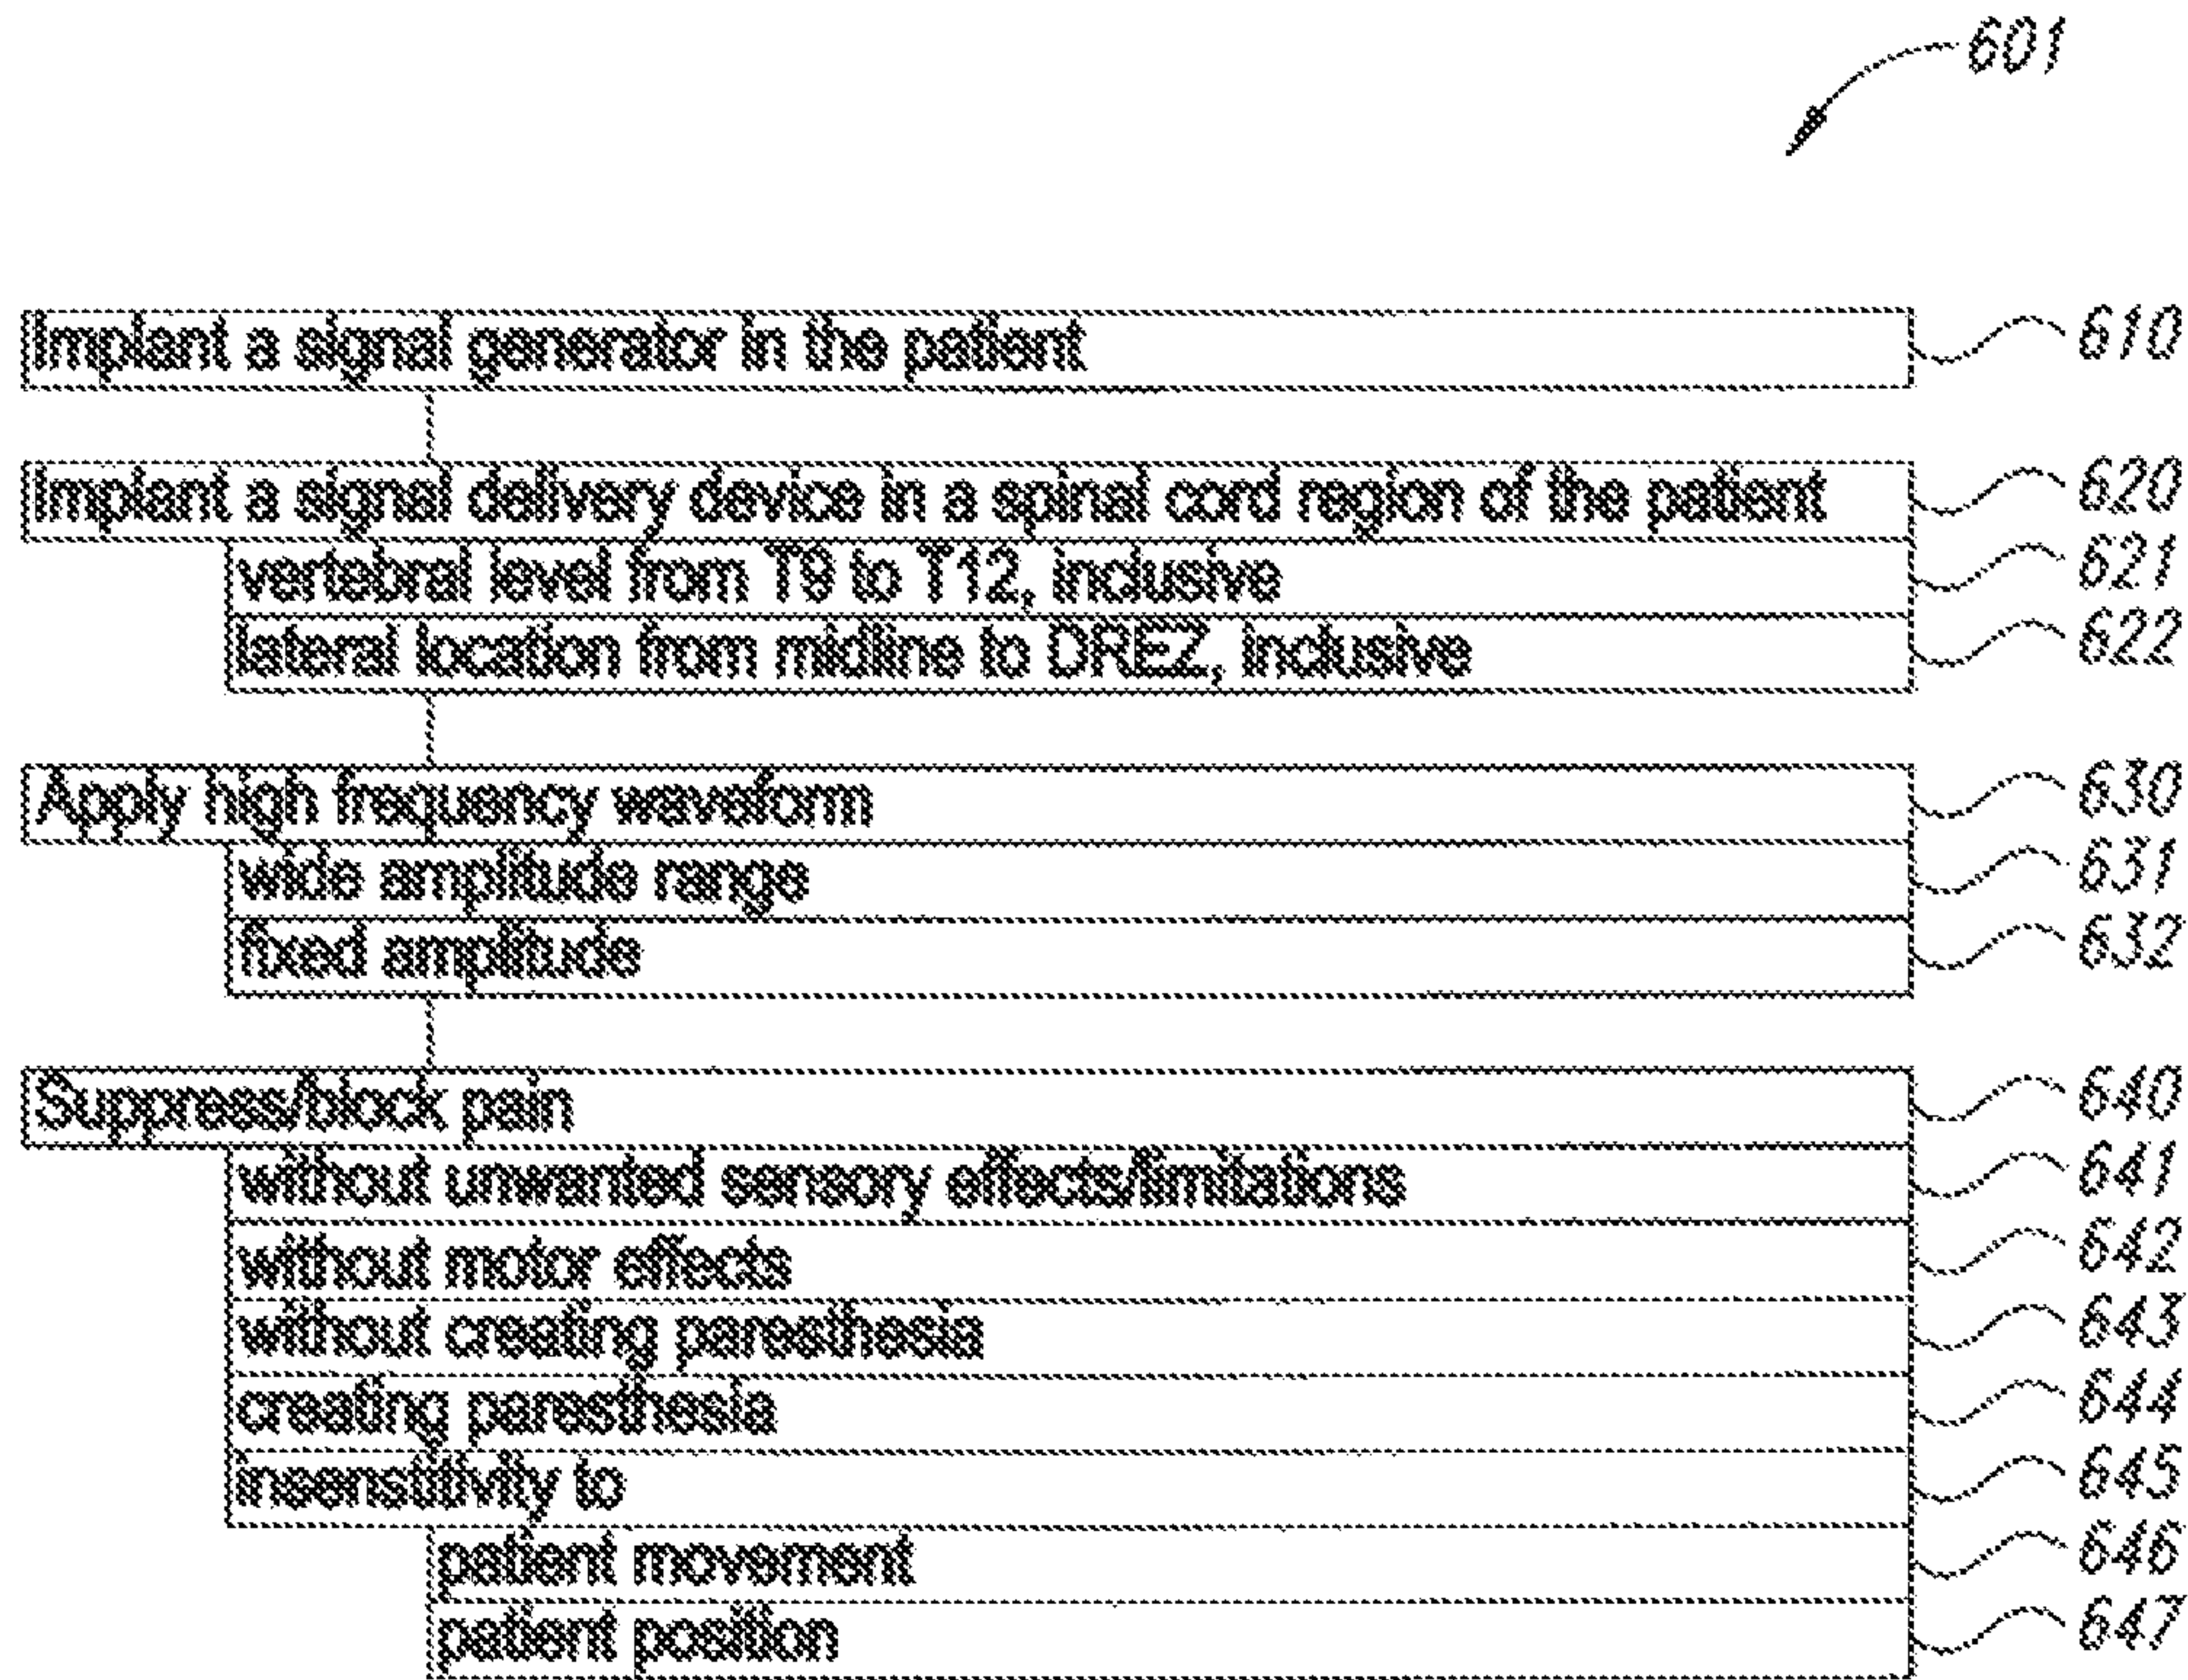 601
Implant a signal generator in the patient 610
Implant a signal delivery device in a spinal cord region of the patient 620
vertebral level from T9 to T12, inclusive 621
lateral location from midline to DREZ, inclusive 622
Apply high frequency waveform 630
wide amplitude range 631
fixed amplitude 632
Suppress/block pain 640
without unwanted sensory effects/limitations 641
without motor effects 642
without creating paresthesia 643
creating paresthesia 644
insensitivity to 645
patient movement 646
patient position 647